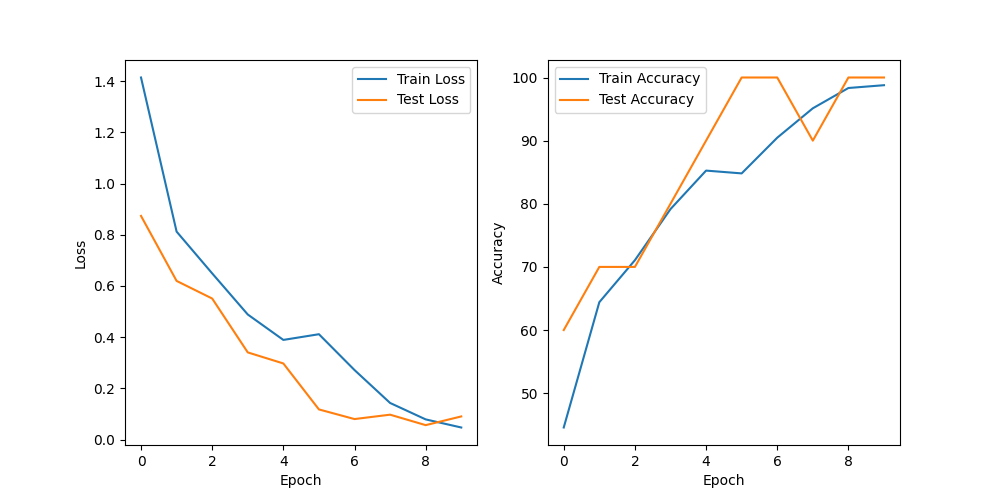 1.4
1.2
1.0
0.8
0.6
0.4
0.2
0.0
0 2 4 6 8
Loss
Epoch
Train Loss
Test Loss
100
90
80
70
60
50
0 2 4 6 8
Accuracy
Epoch
Train Accuracy
Test Accuracy